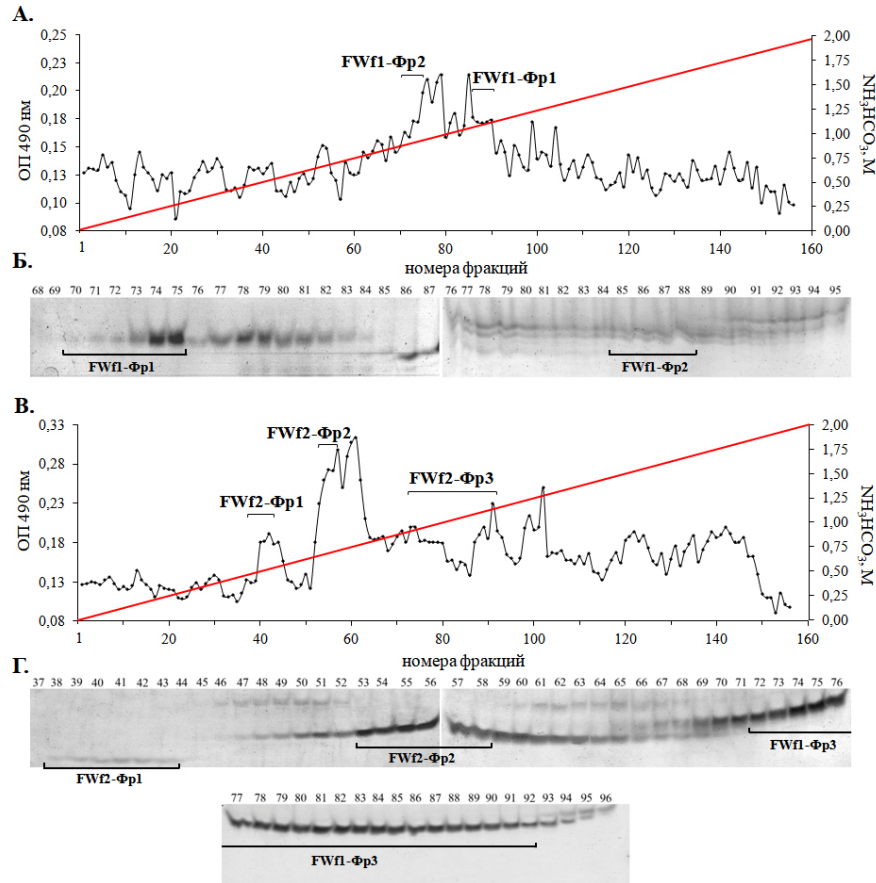 А.
ОП 490 нм
0,25
0,23
0,20
0,18
0,15
0,13
0,10
0,08
FWf1-Фр2
FWf1-Фр1
2,00
1,75
1,50
1,25
1,00
0,75
0,50
0,25
0,00
NH3HCO3, М
1 20 40 60 80 100 120 140 160
номера фракций
Б.
68 69 70 71 72 73 74 75 76 77 78 79 80 81 82 83 84 85 86 87 76 77 78 79 80 81 82 83 84 85 86 87 88 89 90 91 92 93 94 95
FWf1-Фр1
FWf1-Фр2
В.
ОП 490 нм
0,33
0,28
0,23
0,18
0,13
0,08
FWf2-Фр2
FWf2-Фр1
FWf2-Фр3
2,00
1,75
1,50
1,25
1,00
0,75
0,50
0,25
0,00
NH3HCO3, М
1 20 40 60 80 100 120 140 160
номера фракций
Г.
37 38 39 40 41 42 43 44 45 46 47 48 49 50 51 52 53 54 55 56 57 58 59 60 61 62 63 64 65 66 67 68 69 70 71 72 73 74 75 76
FWf2-Фр1
FWf2-Фр2
FWf1-Фр3
77 78 79 80 81 82 83 84 85 86 87 88 89 90 91 92 93 94 95 96
FWf1-Фр3